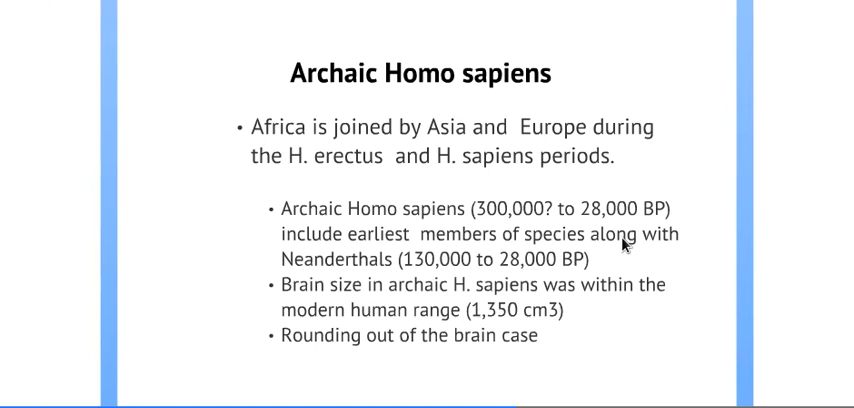 Archaic Homo sapiens
• Africa is joined by Asia and  Europe during
the H. erectus  and H. sapiens periods.
• Archaic Homo sapiens (300,000? to 28,000 BP)
include earliest  members of species along with
Neanderthals (130,000 to 28,000 BP)
• Brain size in archaic H. sapiens was within the
modern human range (1,350 cm3)
• Rounding out of the brain case